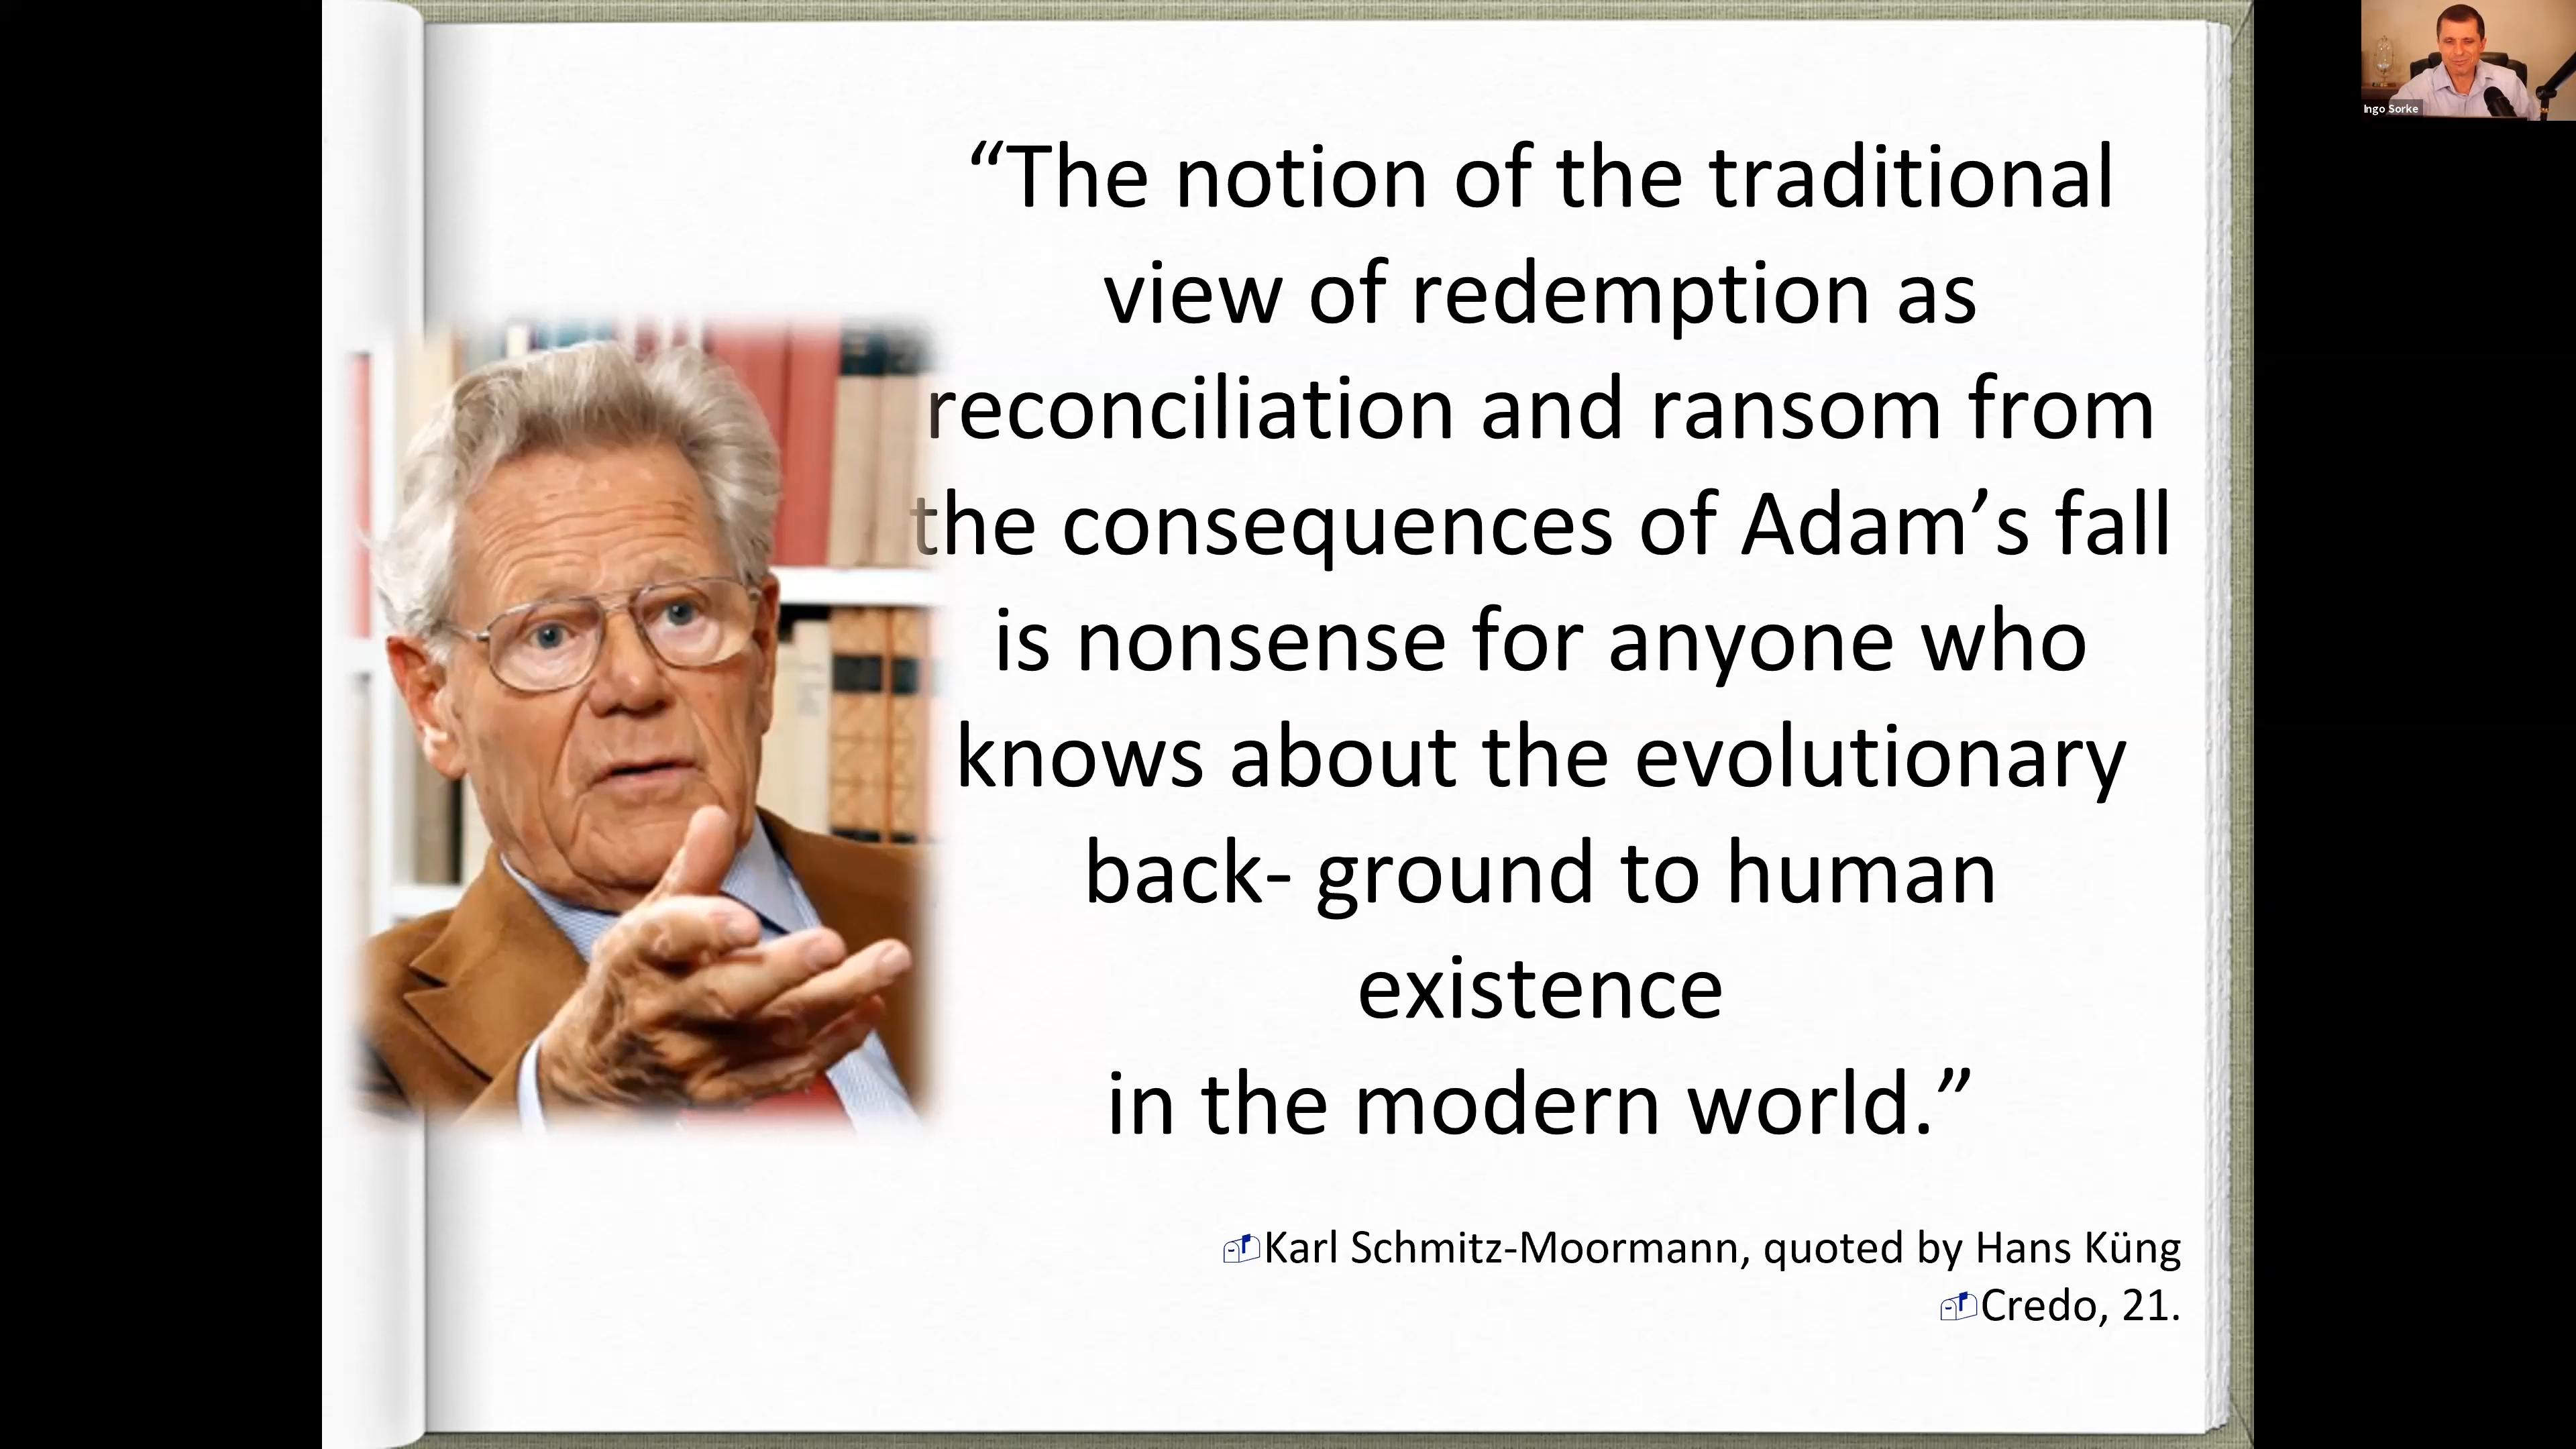 Ingo Sorke
“The notion of the traditional
view of redemption as
reconciliation and ransom from
the consequences of Adam’s fall
is nonsense for anyone who
knows about the evolutionary
back- ground to human
existence
in the modern world.”
Karl Schmitz-Moormann, quoted by Hans Küng
Credo, 21.